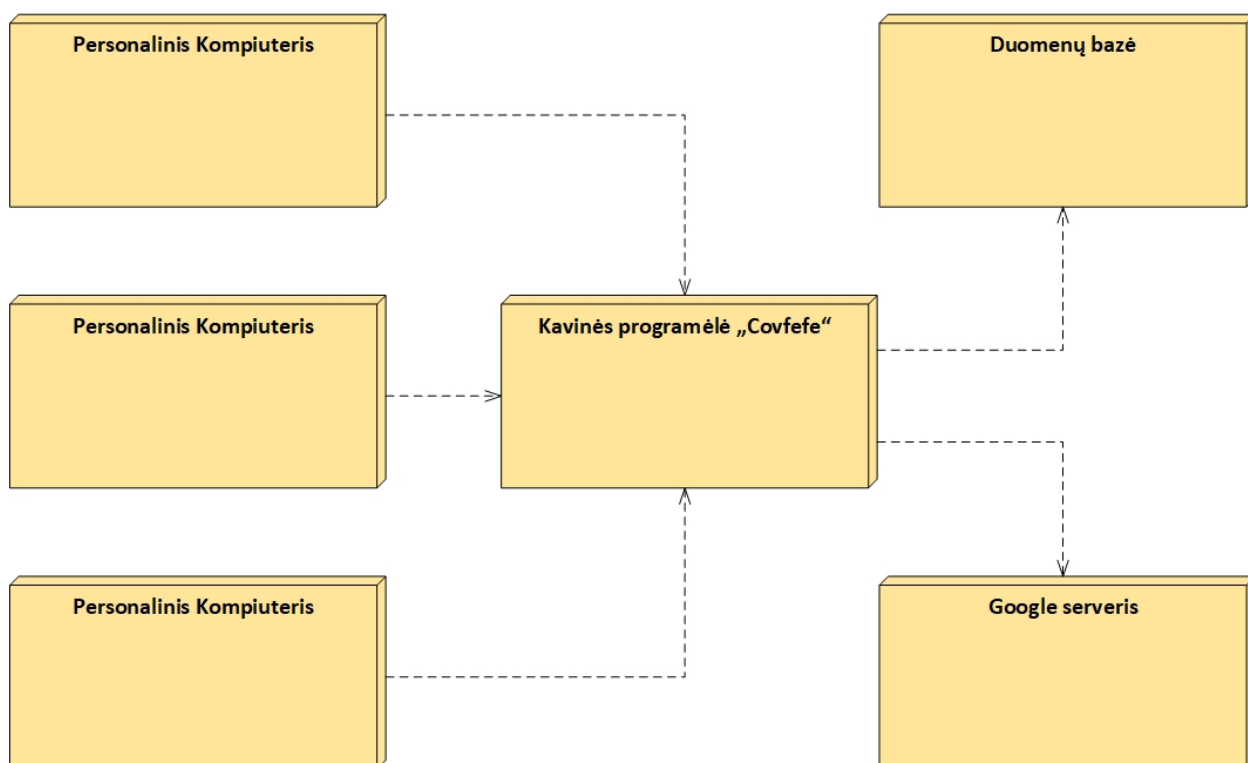 Personalinis Kompiuteris
Duomenų bazė
Personalinis Kompiuteris
Kavinės programėlė „Covfefe“
Personalinis Kompiuteris
Google serveris